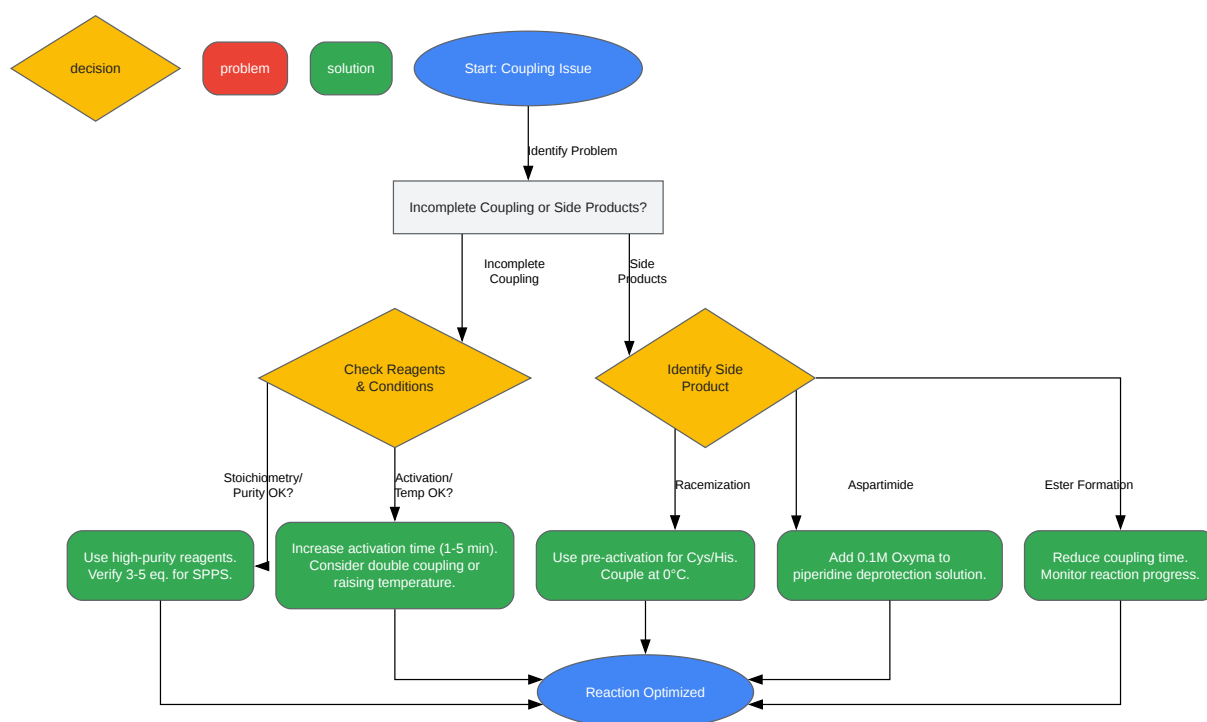 decision
problem
solution
Start: Coupling Issue
Identify Problem
Incomplete Coupling or Side Products?
Incomplete
Coupling
Side
Products
Check Reagents
& Conditions
Identify Side
Product
Stoichiometry/
Purity OK?
Activation/
Temp OK?
Racemization
Aspartimide
Ester Formation
Use high-purity reagents.
Verify 3-5 eq. for SPPS.
Increase activation time (1-5 min).
Consider double coupling or
raising temperature.
Use pre-activation for Cys/His.
Couple at 0°C.
Add 0.1M Oxyma to
piperidine deprotection solution.
Reduce coupling time.
Monitor reaction progress.
Reaction Optimized